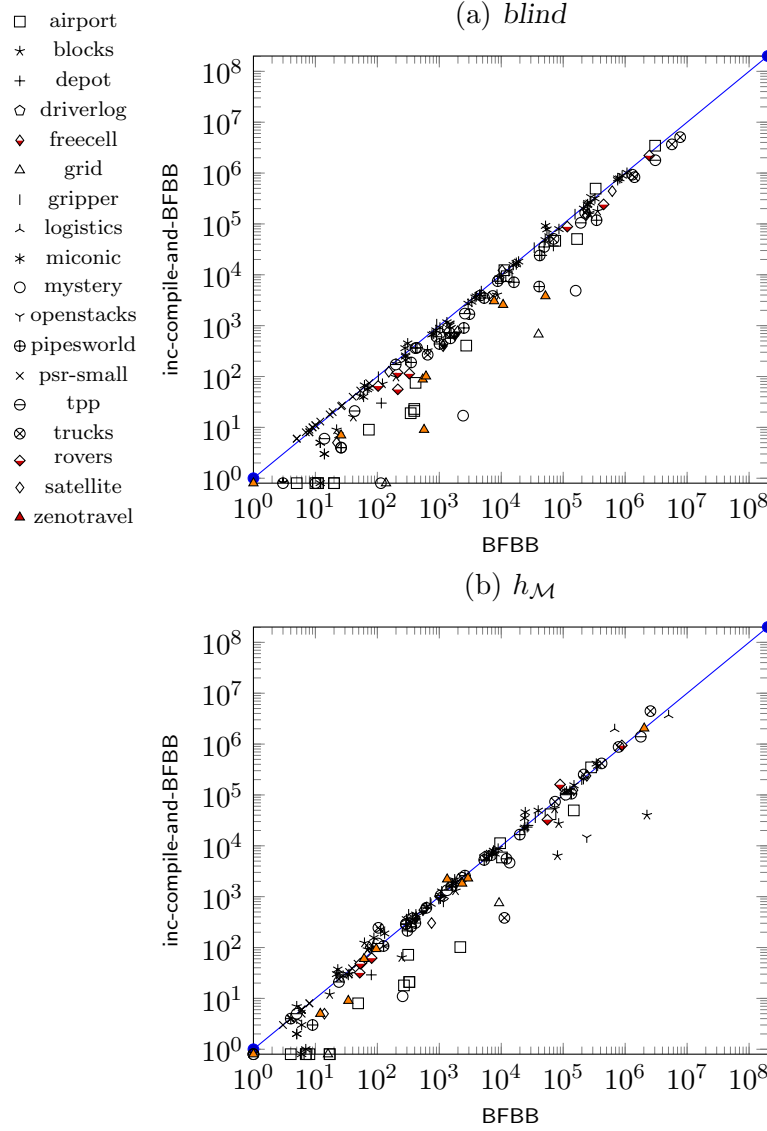 airport
blocks
depot
driverlog
freecell
grid
gripper
logistics
miconic
mystery
openstacks
pipesworld
psr-small
tpp
trucks
rovers
satellite
zenotravel
(a) blind
10^8
10^7
10^6
10^5
10^4
10^3
10^2
10^1
10^0
inc-compile-and-BFBB
10^0 10^1 10^2 10^3 10^4 10^5 10^6 10^7 10^8
BFBB
(b) h_ℳ
10^8
10^7
10^6
10^5
10^4
10^3
10^2
10^1
10^0
inc-compile-and-BFBB
10^0 10^1 10^2 10^3 10^4 10^5 10^6 10^7 10^8
BFBB